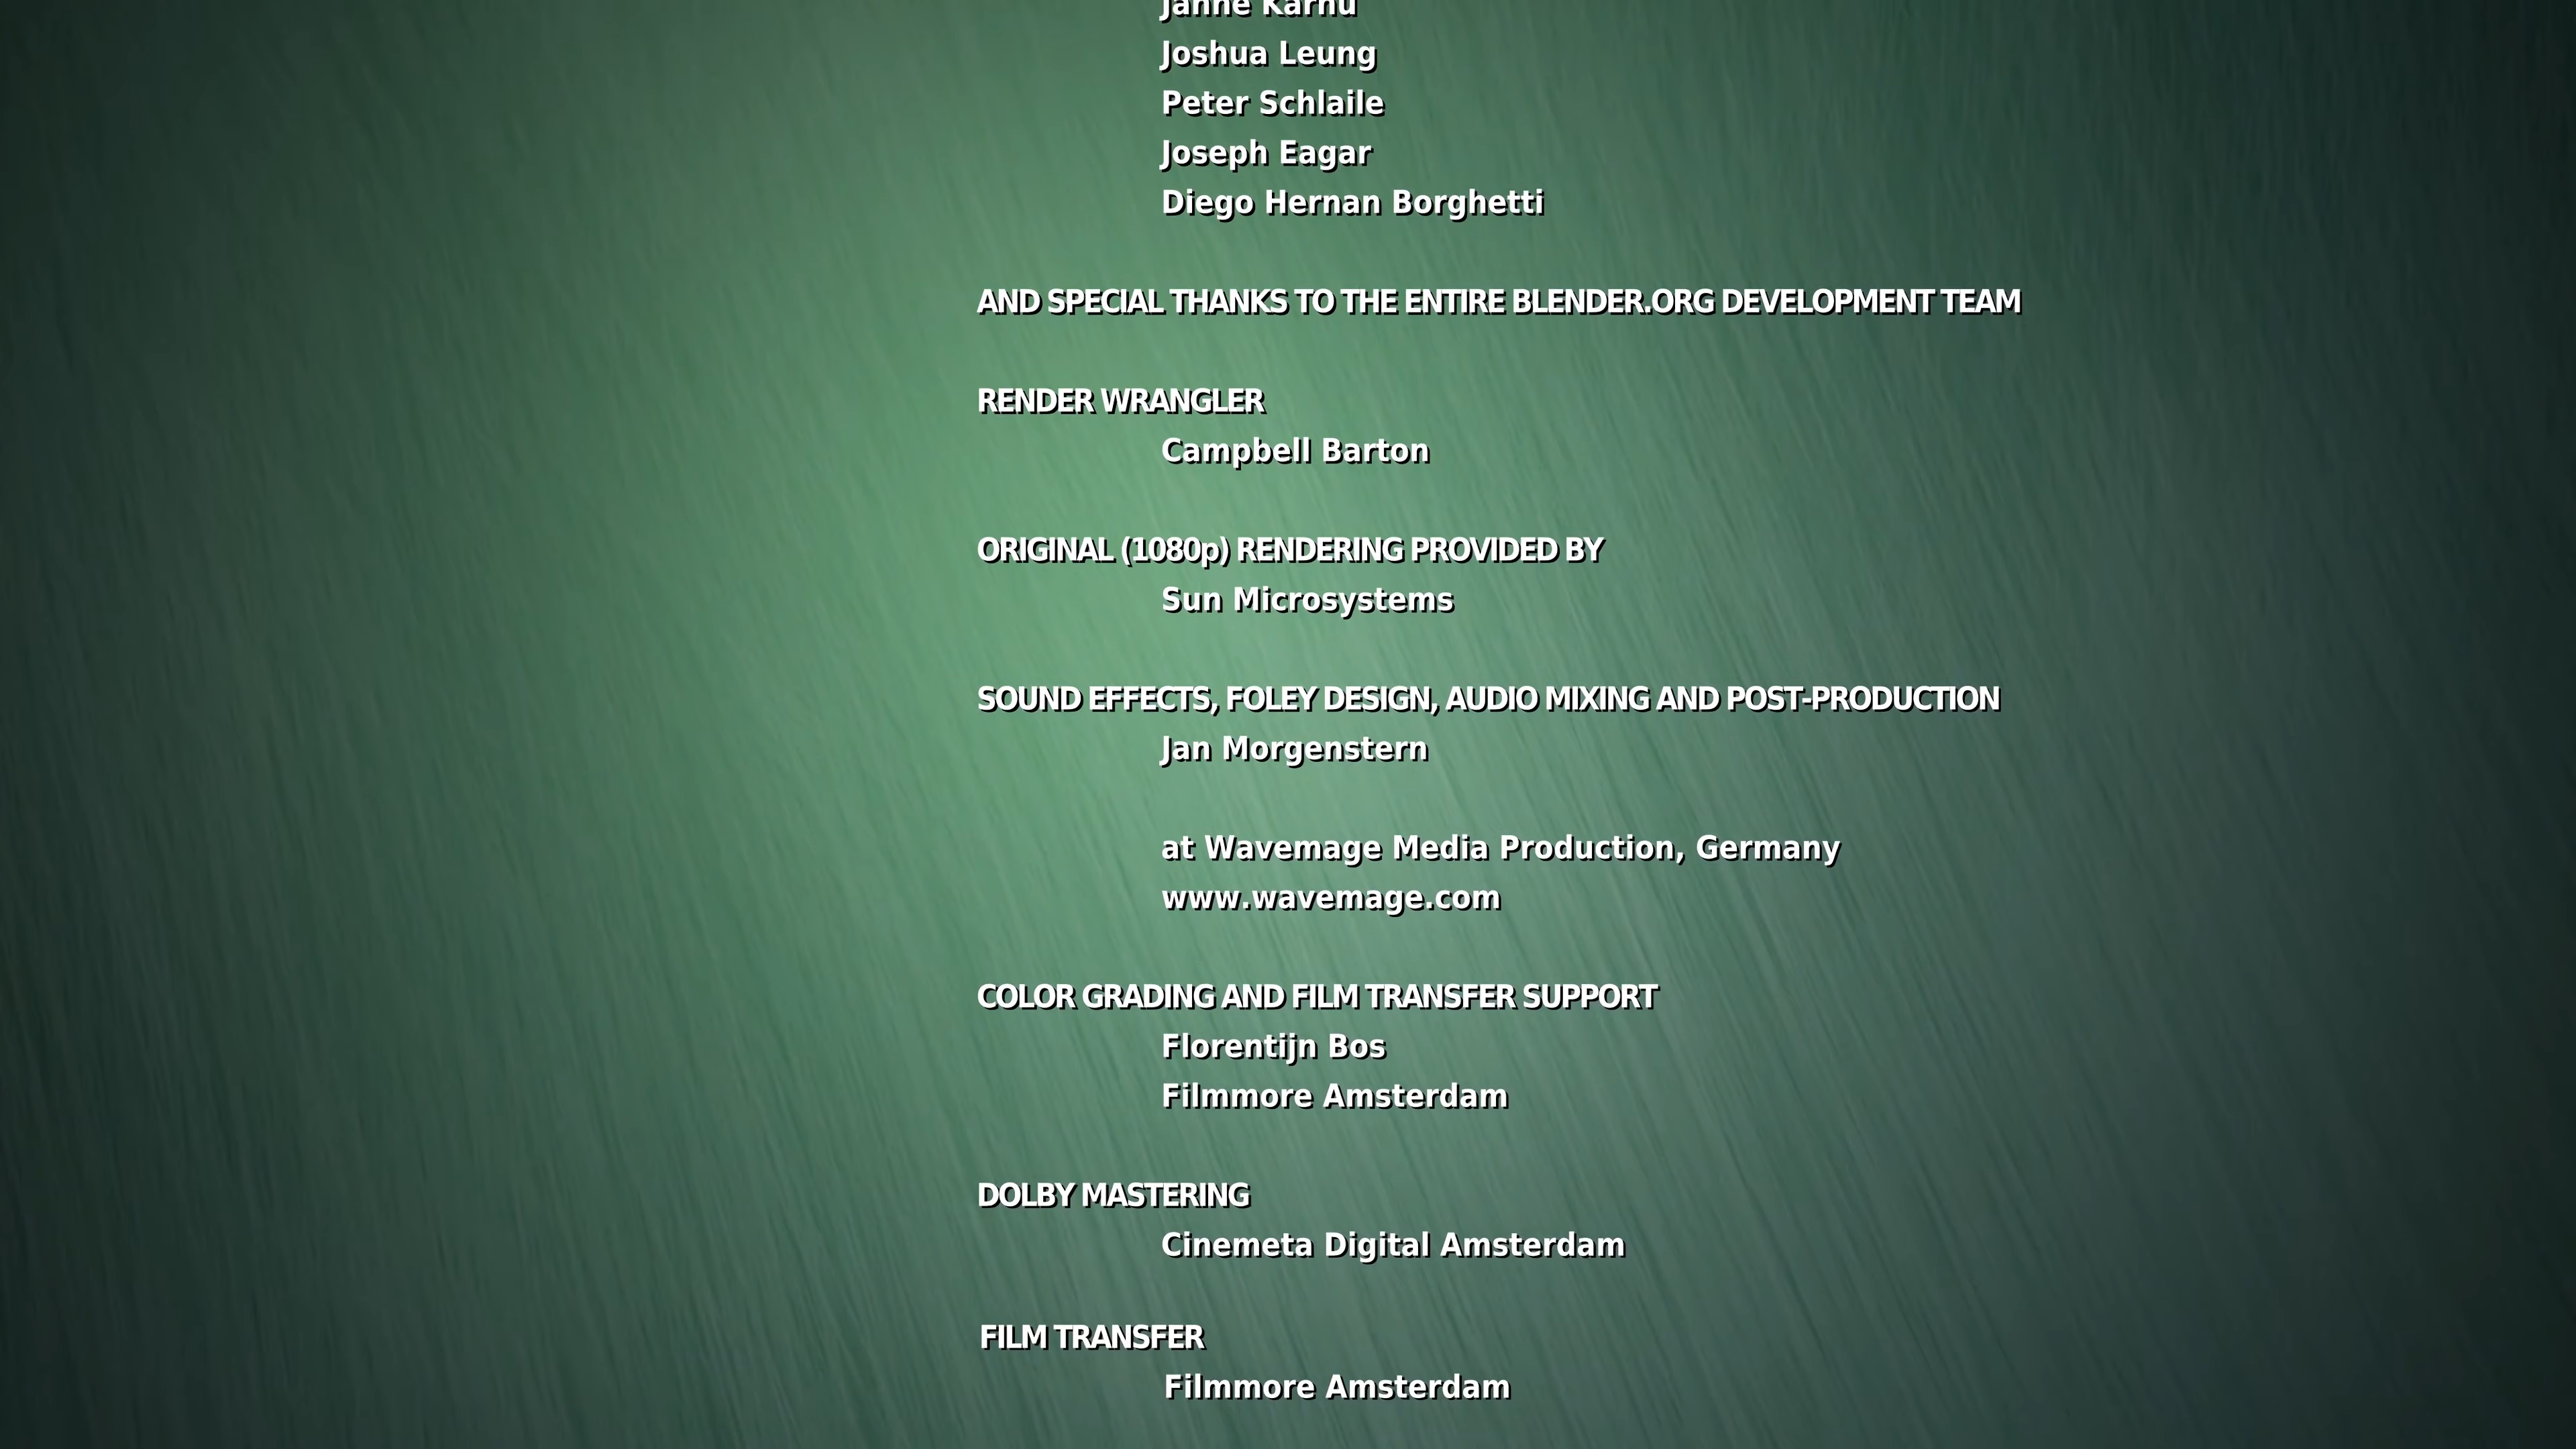 Janne Karhu
Joshua Leung
Peter Schlaile
Joseph Eagar
Diego Hernan Borghetti
AND SPECIAL THANKS TO THE ENTIRE BLENDER.ORG DEVELOPMENT TEAM
RENDER WRANGLER
Campbell Barton
ORIGINAL (1080p) RENDERING PROVIDED BY
Sun Microsystems
SOUND EFFECTS, FOLEY DESIGN, AUDIO MIXING AND POST-PRODUCTION
Jan Morgenstern
at Wavemage Media Production, Germany
www.wavemage.com
COLOR GRADING AND FILM TRANSFER SUPPORT
Florentijn Bos
Filmmore Amsterdam
DOLBY MASTERING
Cinemeta Digital Amsterdam
FILM TRANSFER
Filmmore Amsterdam